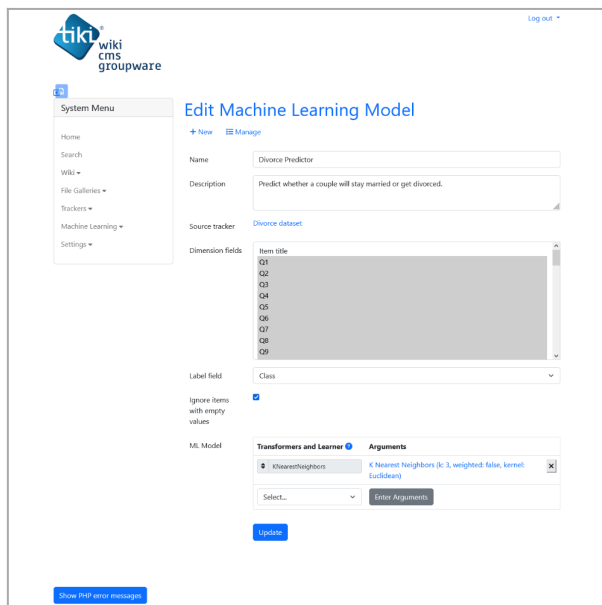 Log out
tiki
wiki
cms
groupware
System Menu
Home
Search
Wiki
File Galleries
Trackers
Machine Learning
Settings
Edit Machine Learning Model
+ New Manage
Name Divorce Predictor
Description Predict whether a couple will stay married or get divorced.
Source tracker Divorce dataset
Dimension fields Item title
Q1
Q2
Q3
Q4
Q5
Q6
Q7
Q8
Q9
Label field Class
Ignore items
with empty
values
ML Model Transformers and Learner ? Arguments
KNearestNeighbors K Nearest Neighbors (k: 3, weighted: false, kernel:
Euclidean)
Select... Enter Arguments
Update
Show PHP error messages